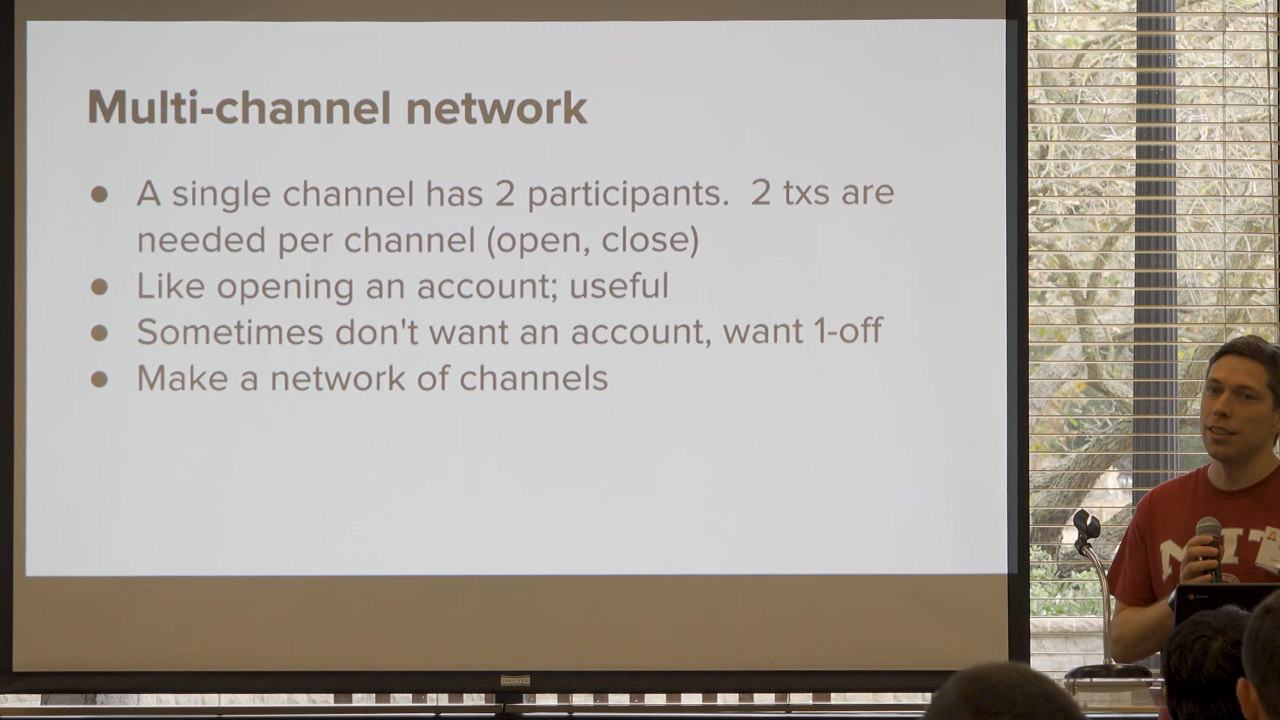 Multi-channel network
● A single channel has 2 participants.  2 txs are
needed per channel (open, close)
● Like opening an account; useful
● Sometimes don't want an account, want 1-off
● Make a network of channels
MIT